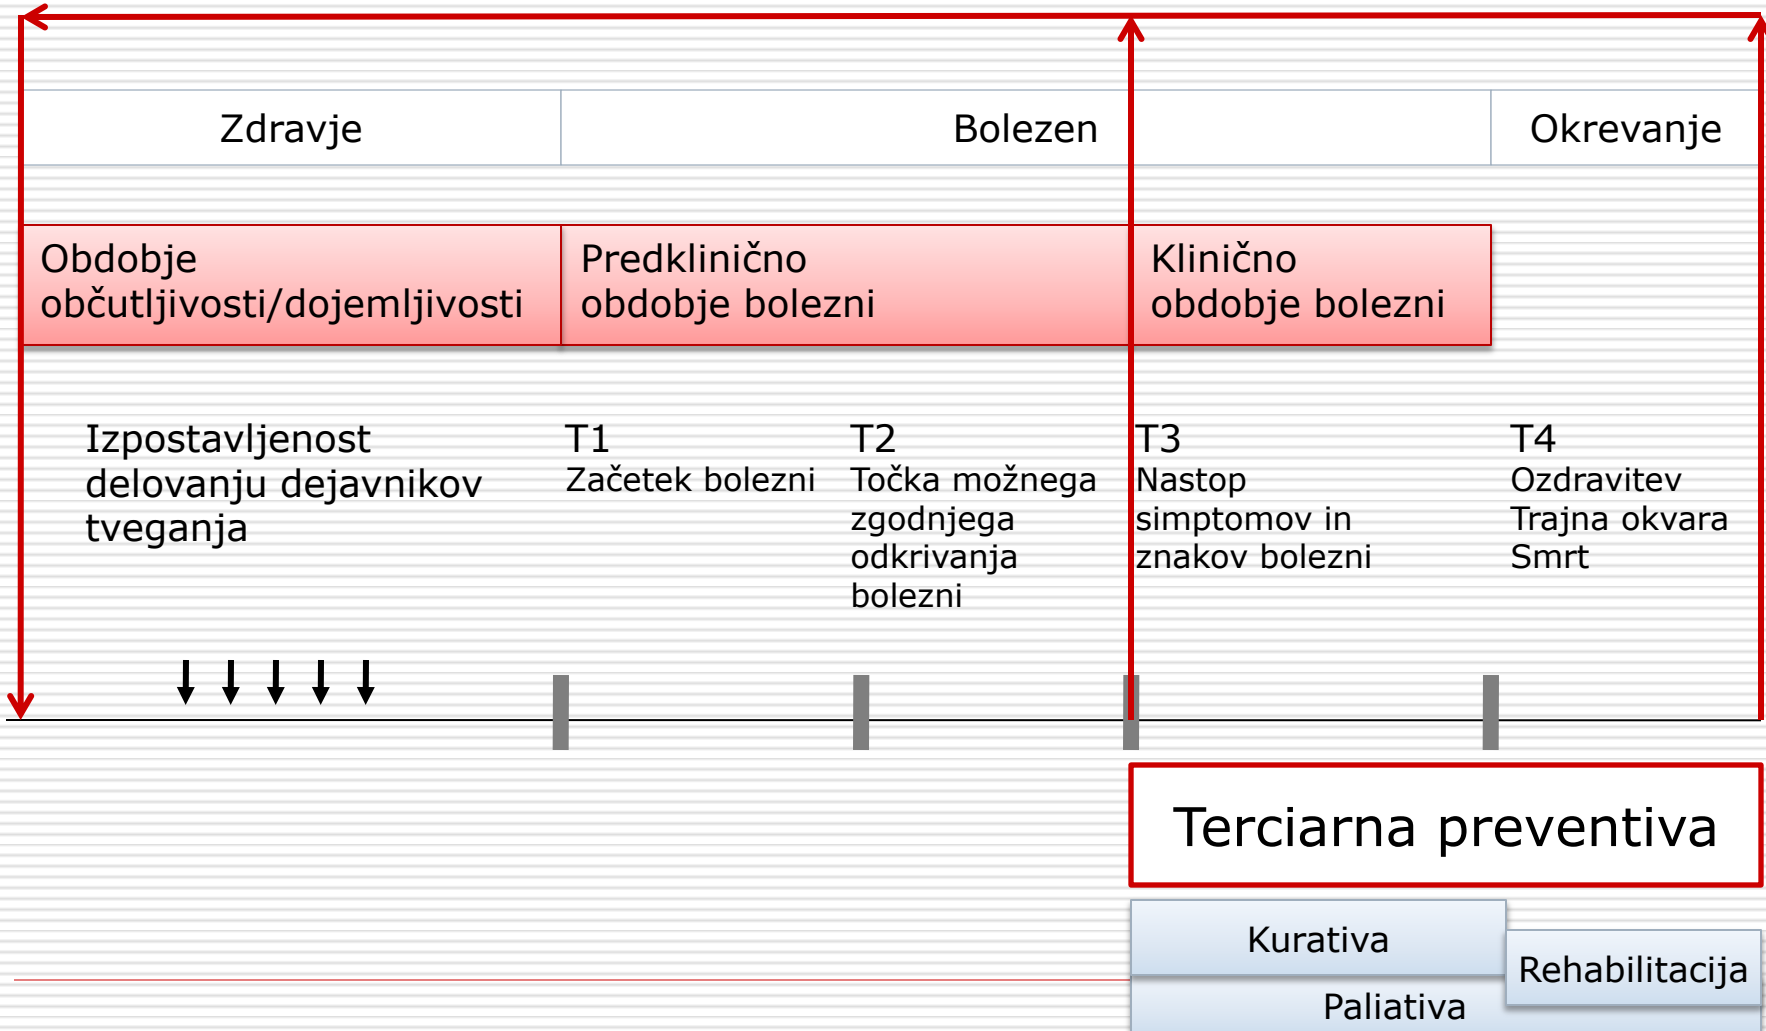 Zdravje
Bolezen
Okrevanje
Obdobje
občutljivosti/dojemljivosti
Predklinično
obdobje bolezni
Klinično
obdobje bolezni
Izpostavljenost
delovanju dejavnikov
tveganja
T1
Začetek bolezni
T2
Točka možnega
zgodnjega
odkrivanja
bolezni
T3
Nastop
simptomov in
znakov bolezni
T4
Ozdravitev
Trajna okvara
Smrt
Terciarna preventiva
Kurativa
Rehabilitacija
Paliativa